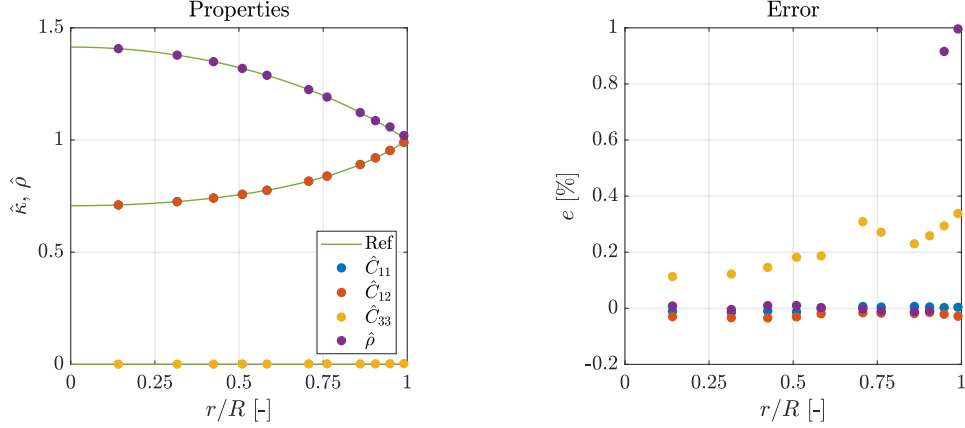 Properties
1.5
1
0.5
0
κ̂, ρ̂
0
0.25
0.5
0.75
1
r/R [-]
Ref
Ĉ₁₁
Ĉ₁₂
Ĉ₃₃
ρ̂
Error
1
0.8
0.6
0.4
0.2
0
-0.2
e [%]
0
0.25
0.5
0.75
1
r/R [-]